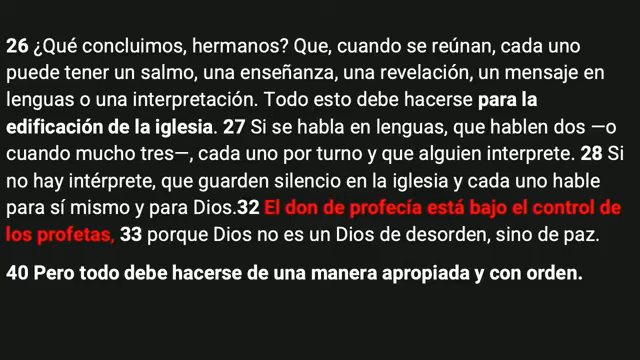 26 ¿Qué concluimos, hermanos? Que, cuando se reúnan, cada uno
puede tener un salmo, una enseñanza, una revelación, un mensaje en
lenguas o una interpretación. Todo esto debe hacerse para la
edificación de la iglesia. 27 Si se habla en lenguas, que hablen dos —o
cuando mucho tres—, cada uno por turno y que alguien interprete. 28 Si
no hay intérprete, que guarden silencio en la iglesia y cada uno hable
para sí mismo y para Dios.32 El don de profecía está bajo el control de
los profetas, 33 porque Dios no es un Dios de desorden, sino de paz.
40 Pero todo debe hacerse de una manera apropiada y con orden.